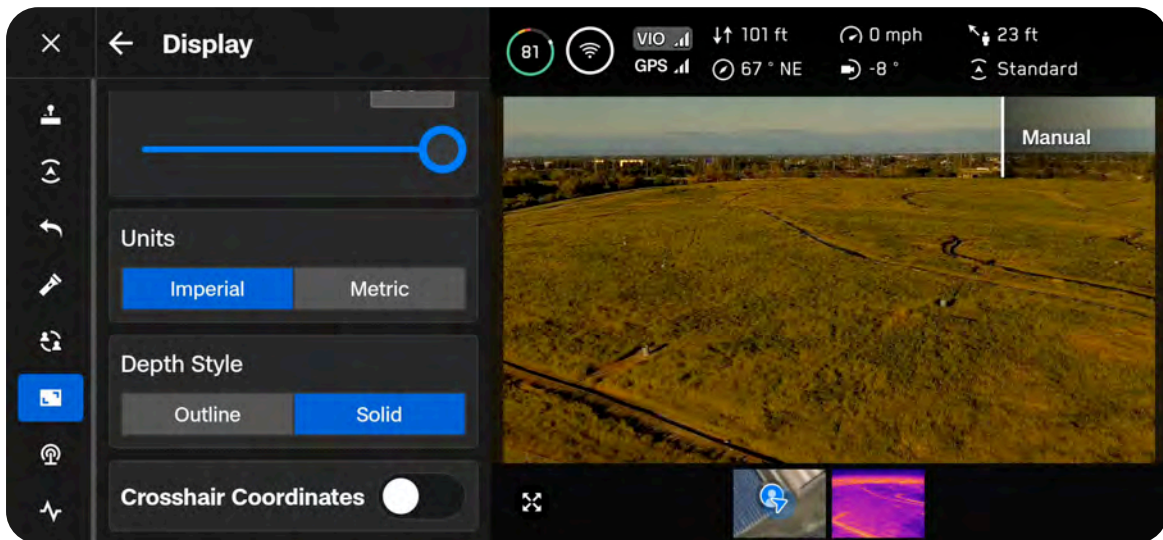 Display
Units
Imperial Metric
Depth Style
Outline Solid
Crosshair Coordinates
81
VIO
GPS
101 ft
67 ° NE
0 mph
-8 °
23 ft
Standard
Manual